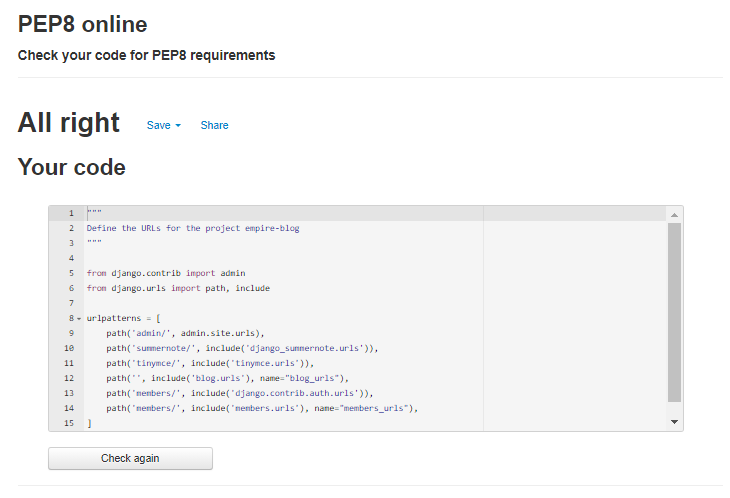 PEP8 online
Check your code for PEP8 requirements
All right Save Share
Your code
1 """
2 Define the URLs for the project empire-blog
3 """
4
5 from django.contrib import admin
6 from django.urls import path, include
7
8 urlpatterns = [
9     path('admin/', admin.site.urls),
10     path('summernote/', include('django_summernote.urls')),
11     path('tinymce/', include('tinymce.urls')),
12     path('', include('blog.urls'), name="blog_urls"),
13     path('members/', include('django.contrib.auth.urls')),
14     path('members/', include('members.urls'), name="members_urls"),
15 ]
Check again